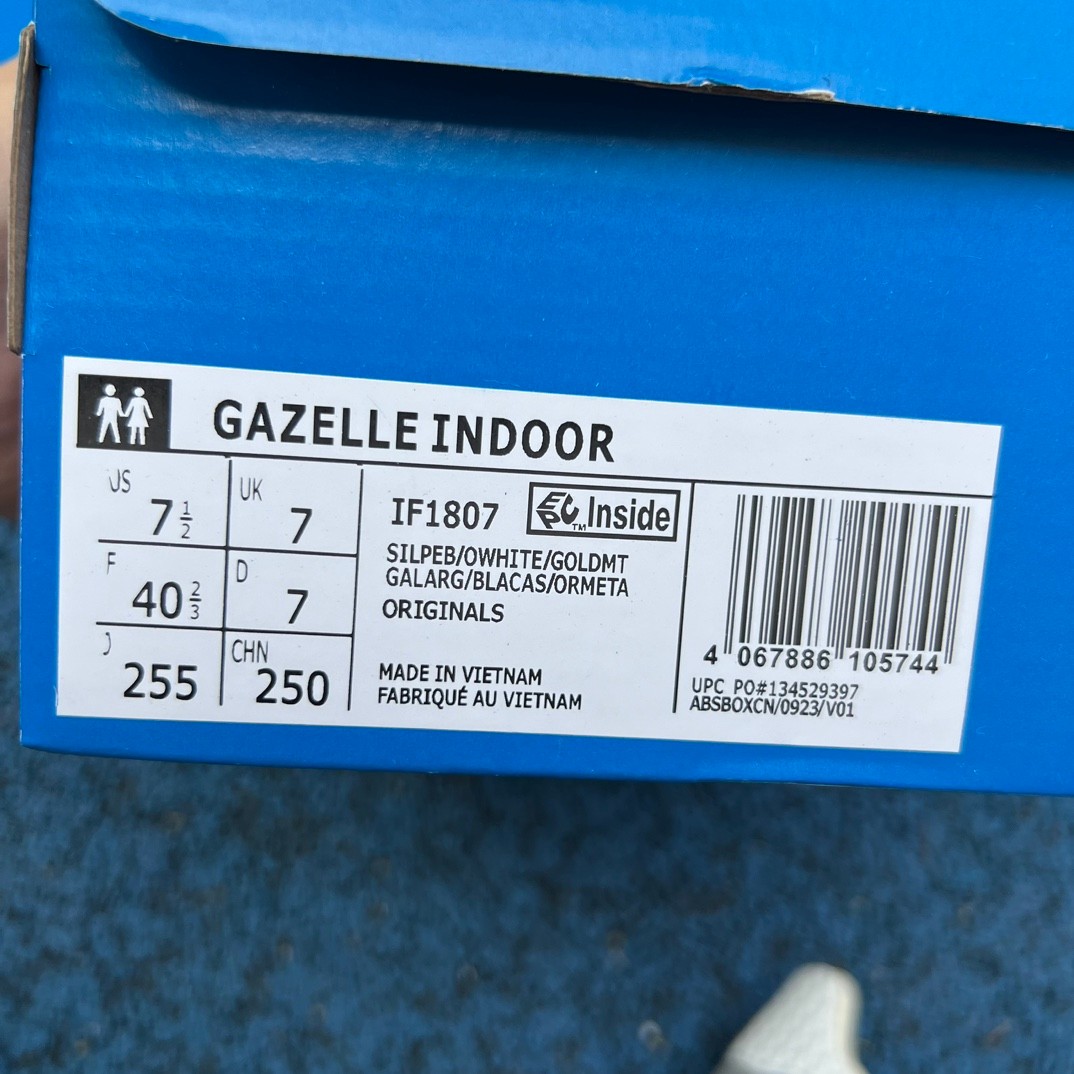 GAZELLE INDOOR
US
7 1/2
UK
7
F
40 2/3
D
7
J
255
CHN
250
IF1807
EPC™ Inside
SILPEB/OWHITE/GOLDMT
GALARG/BLACAS/ORMETA
ORIGINALS
MADE IN VIETNAM
FABRIQUÉ AU VIETNAM
4 067886 105744
UPC PO#134529397
ABSBOXCN/0923/V01